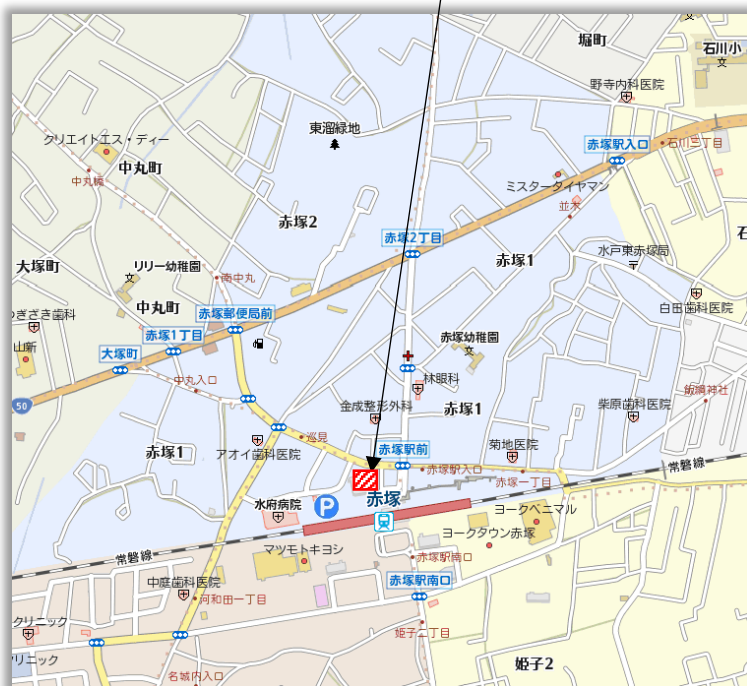 堀町
石川小
野寺内科医院
東溜緑地
赤塚駅入口
石川三丁目
クリエイトエス・ディー
中丸町
中丸橋
ミスタータイヤマン
並木
赤塚2
赤塚2丁目
赤塚1
水戸東赤塚局
大塚町
リリー幼稚園
南中丸
中丸町
赤塚郵便局前
白田歯科医院
赤塚1丁目
山新
大塚町
赤塚幼稚園
50
中丸入口
林眼科
飯綱神社
金成整形外科
赤塚1
柴原歯科医院
巡見
赤塚1
アオイ歯科医院
赤塚駅前
菊地医院
赤塚駅入口
常磐線
赤塚一丁目
赤塚
水府病院
P
ヨークベニマル
ヨークタウン赤塚
常磐線
マツモトキヨシ
赤塚駅南口
中庭歯科医院
赤塚駅南口
河和田一丁目
クリニック
姫子二丁目
リニック
姫子2
名城内入口